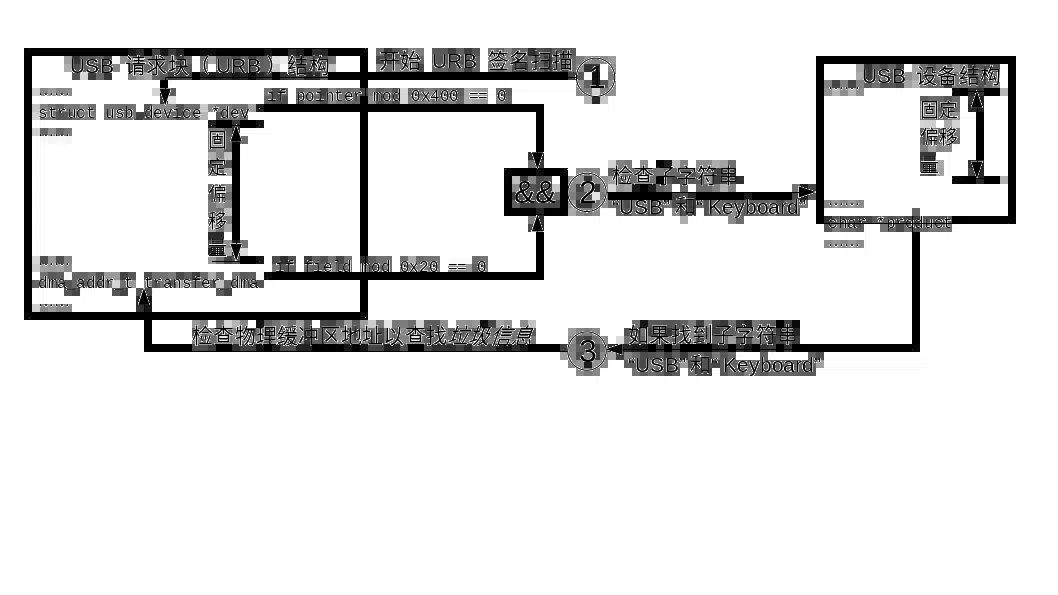 USB 请求块（URB）结构
......
struct usb_device *dev
......
固
定
偏
移
量
......
dma_addr_t transfer_dma
......
开始 URB 签名扫描
1
if pointer mod 0x400 == 0
&&
if field mod 0x20 == 0
2
检查子字符串
"USB" 和 "Keyboard"
USB 设备结构
......
固定
偏移
量
......
char *product
......
检查物理缓冲区地址以查找垃圾信息
3
如果找到子字符串
"USB" 和 "Keyboard"